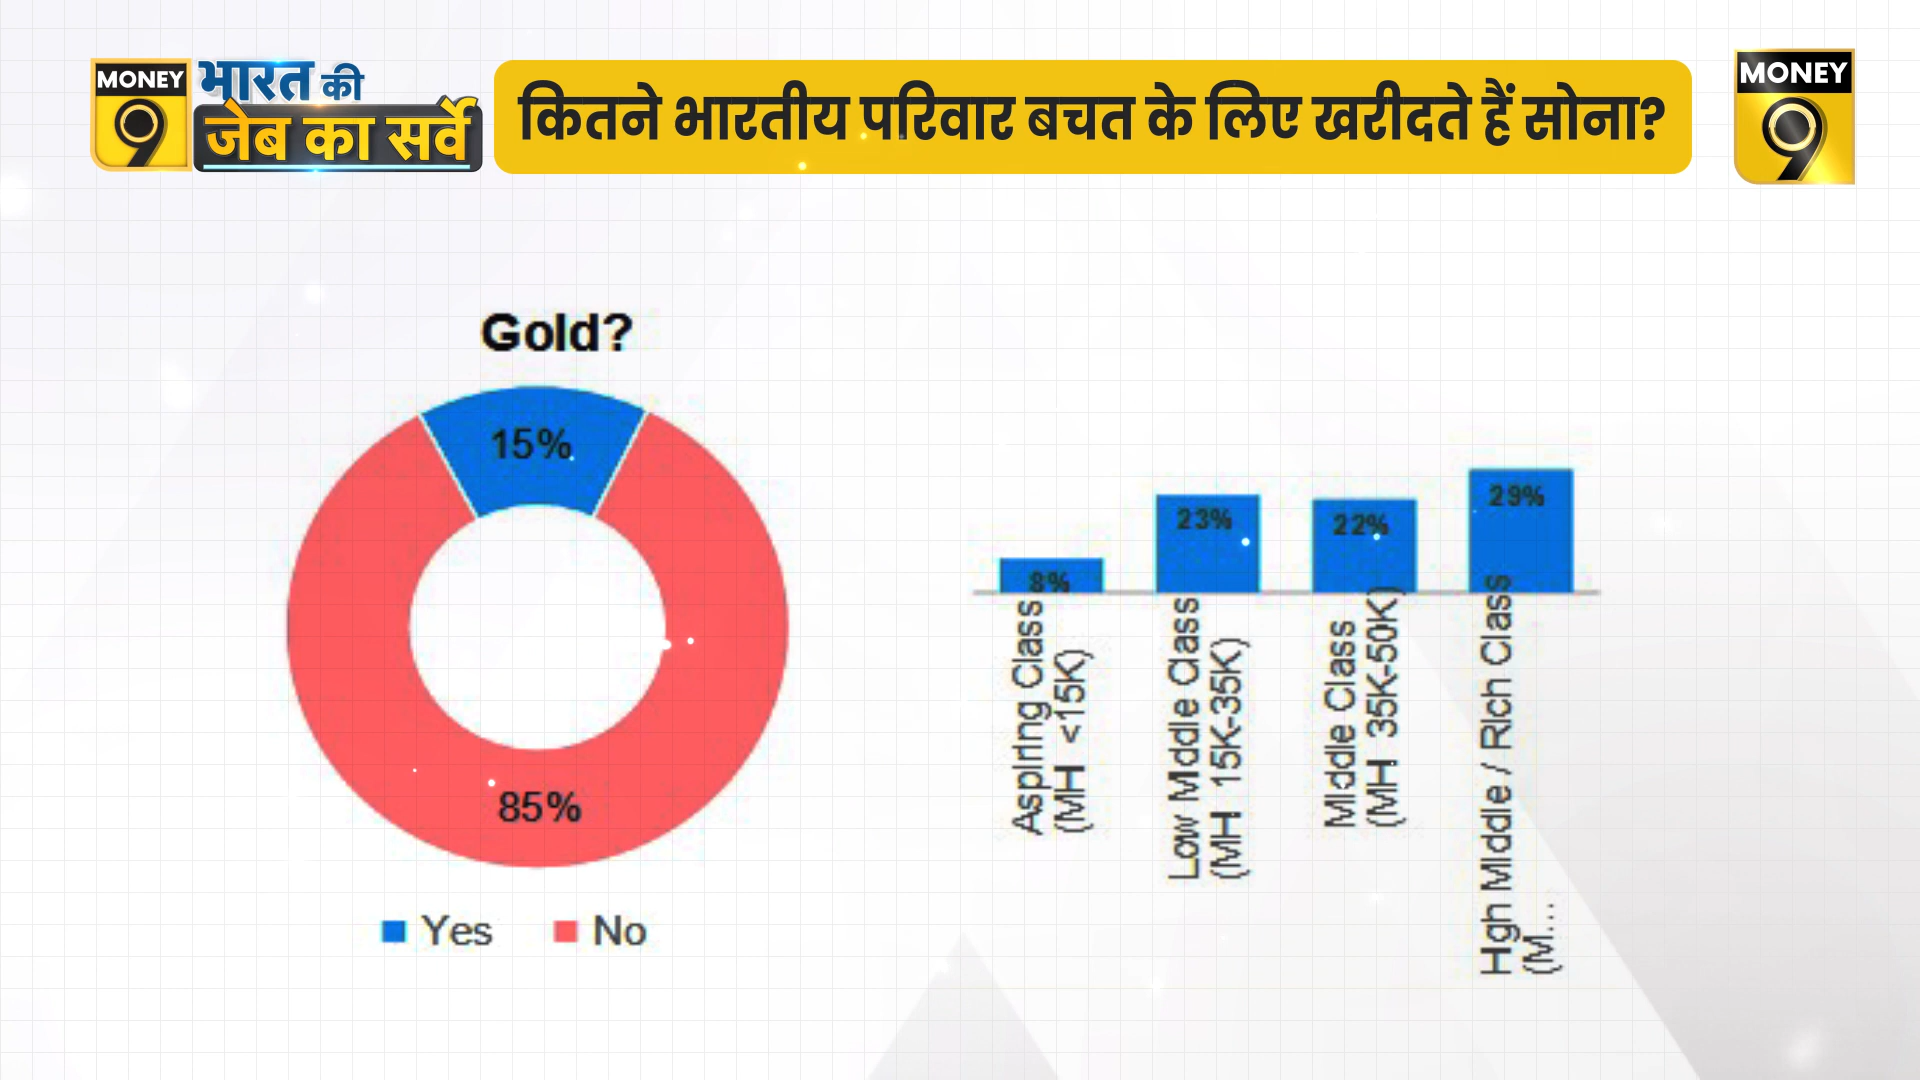 MONEY
9
भारत की
जेब का सर्वे
कितने भारतीय परिवार बचत के लिए खरीदते हैं सोना?
MONEY
9
Gold?
15%
85%
Yes
No
8%
23%
22%
29%
Aspiring Class
(MH <15K)
Low Middle Class
(MH 15K-35K)
Middle Class
(MH 35K-50K)
High Middle / Rich Class
(M...